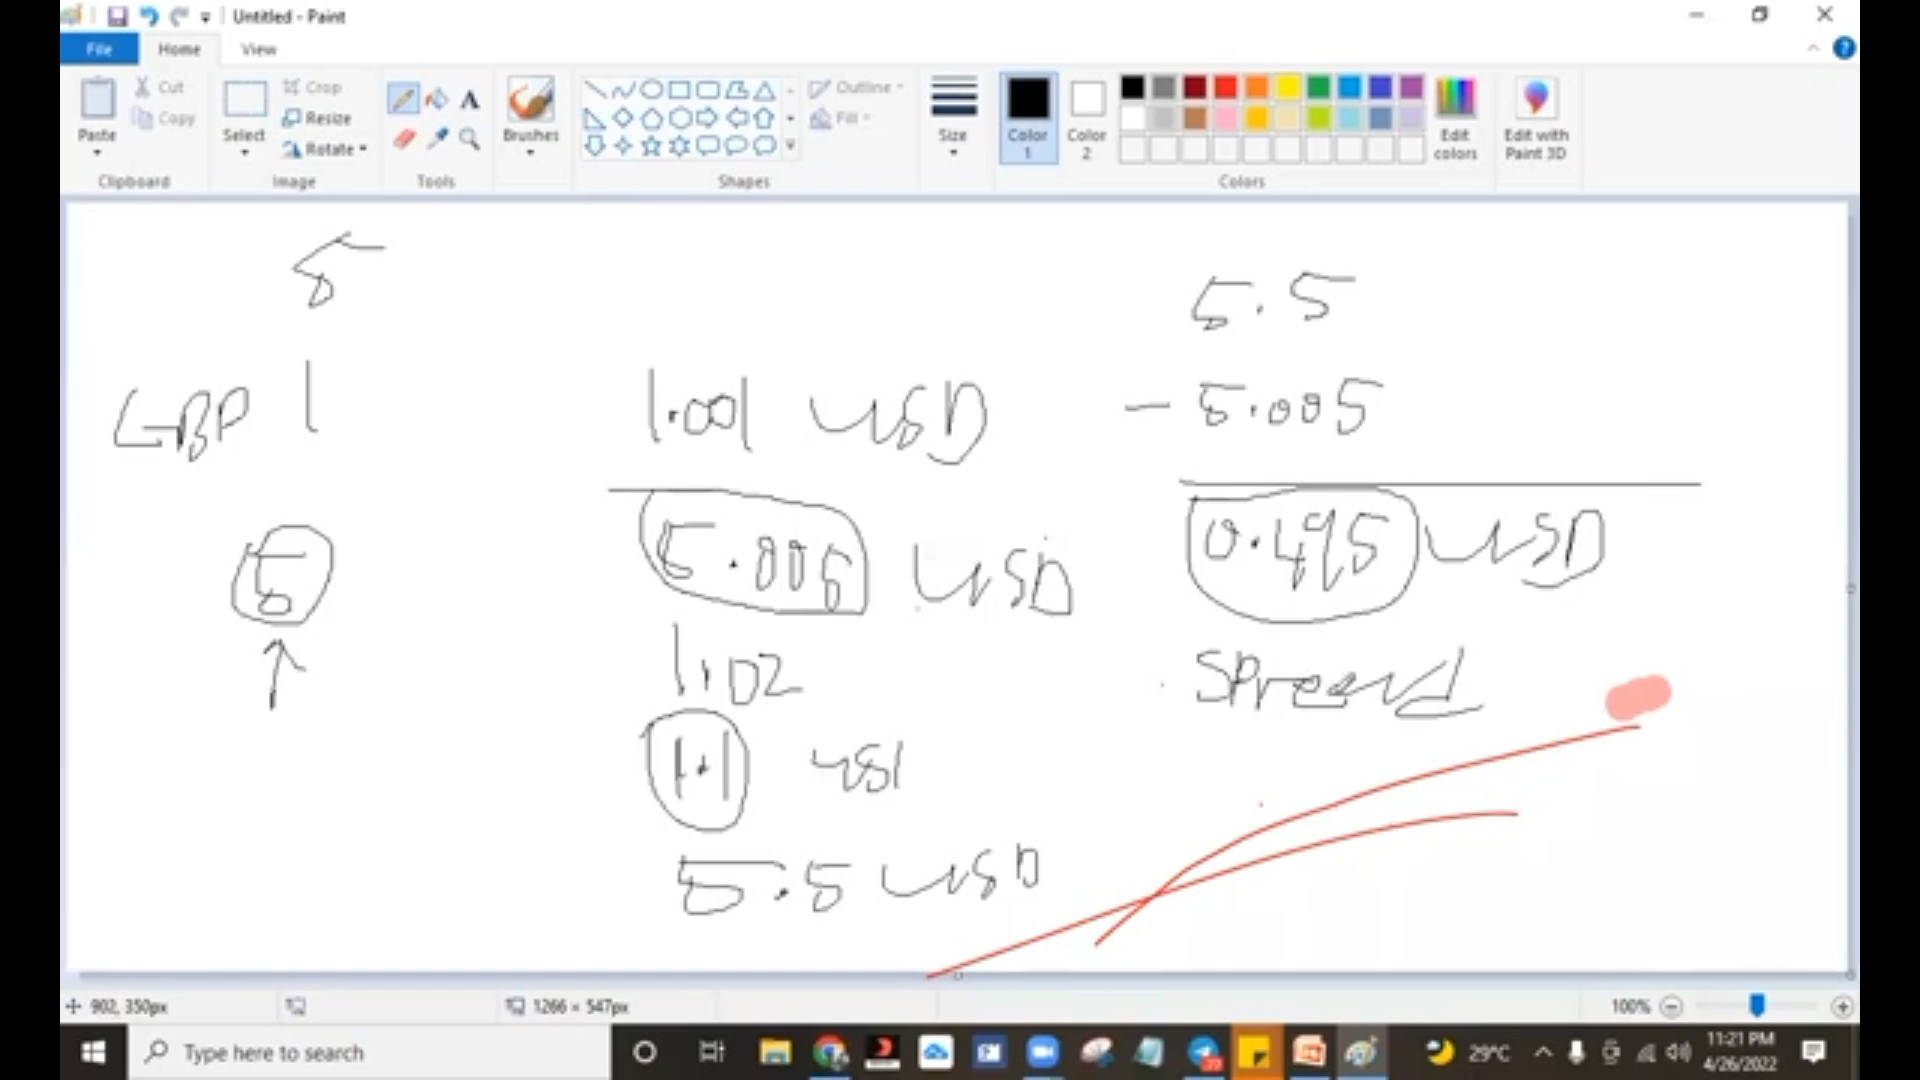 Untitled - Paint
File Home View
Paste
Cut
Copy
Clipboard
Select
Crop
Resize
Rotate
Image
Tools
Brushes
Shapes
Outline
Fill
Size
Color 1
Color 2
Edit colors
Edit with Paint 3D
Colors
5
GBP 1
5
1.001 USD
5.005 USD
1.02
1.1 USD
5.5 USD
5.5
- 5.005
0.495 USD
Spread
902, 350px
1266 × 547px
100%
Type here to search
29°C
11:21 PM
4/26/2022